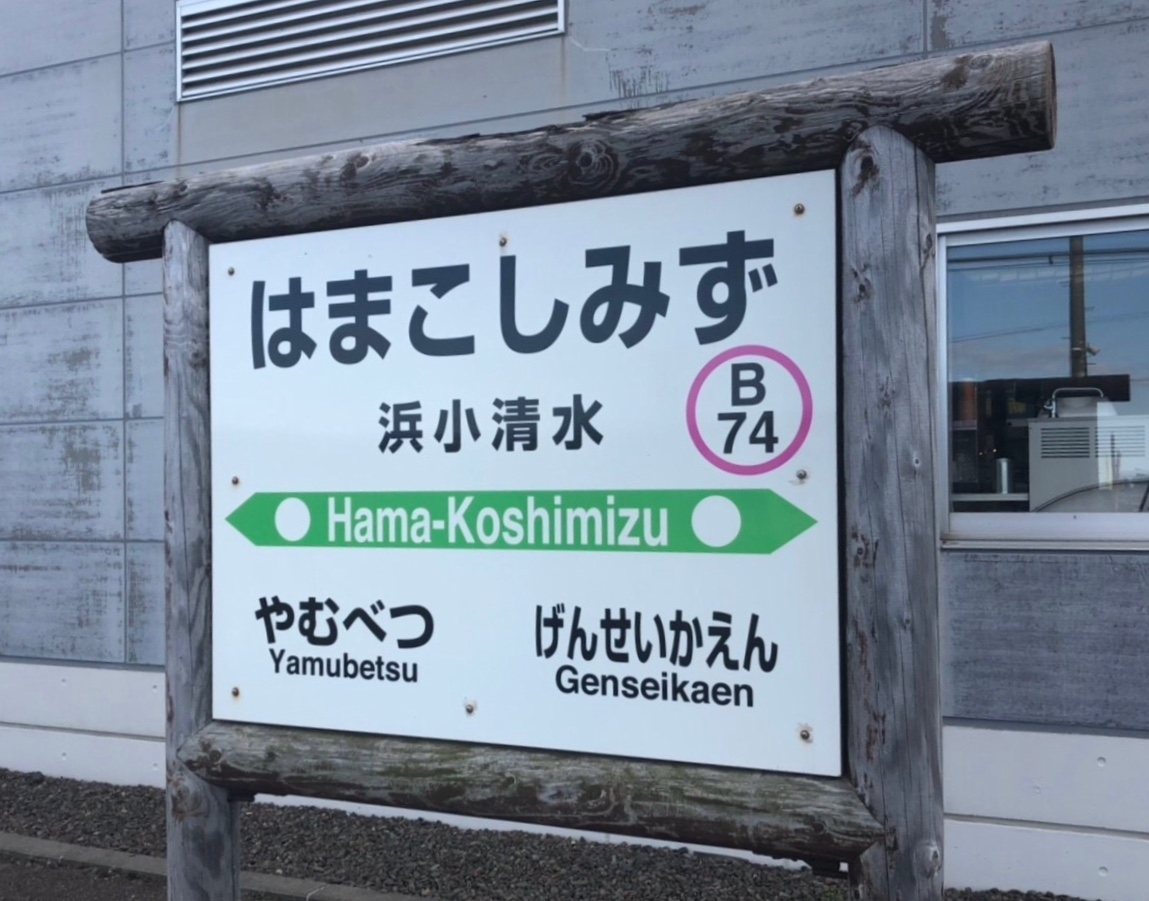 はまこしみず
浜小清水
B
74
Hama-Koshimizu
やむべつ
Yamubetsu
げんせいかえん
Genseikaen